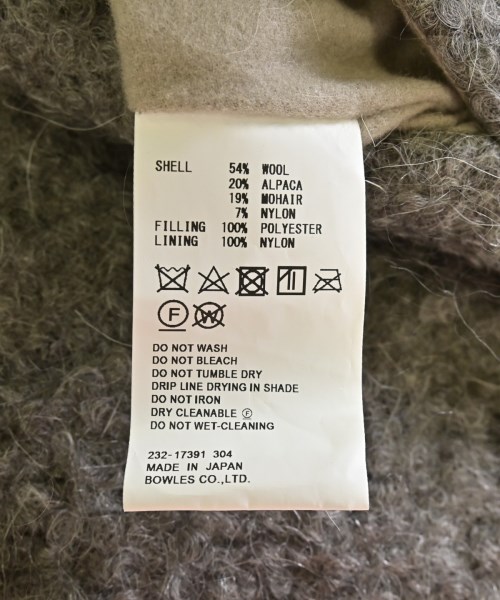 SHELL 54% WOOL
20% ALPACA
19% MOHAIR
7% NYLON
FILLING 100% POLYESTER
LINING 100% NYLON
F W
DO NOT WASH
DO NOT BLEACH
DO NOT TUMBLE DRY
DRIP LINE DRYING IN SHADE
DO NOT IRON
DRY CLEANABLE Ⓕ
DO NOT WET-CLEANING
232-17391 304
MADE IN JAPAN
BOWLES CO.,LTD.